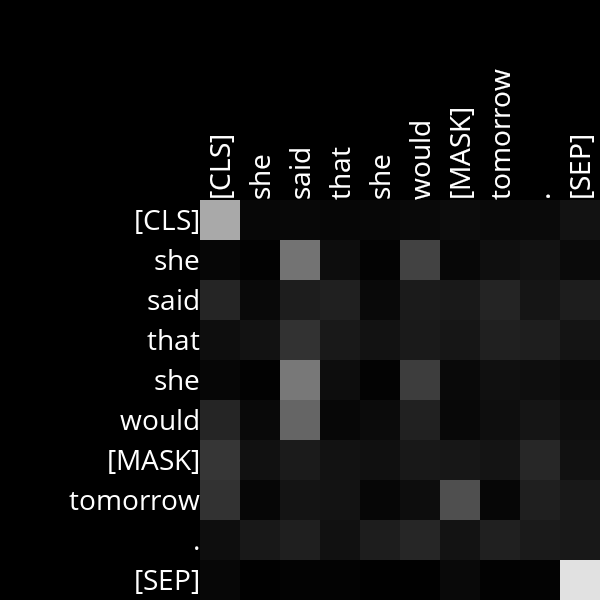 [CLS] she said that she would [MASK] tomorrow . [SEP]
[CLS]
she
said
that
she
would
[MASK]
tomorrow
.
[SEP]